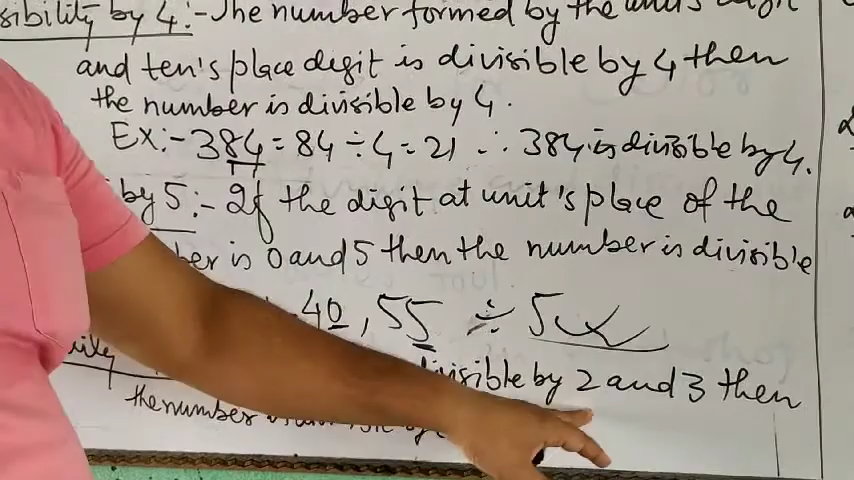 sibility by 4:- The number formed by the unit's digit
and ten's place digit is divisible by 4 then
the number is divisible by 4.
Ex:- 384 = 84 ÷ 4 = 21 ∴ 384 is divisible by 4.
by 5:- If the digit at unit's place of the
ber is 0 and 5 then the number is divisible
40, 55 ÷ 5
divisible by 2 and 3 then
the number